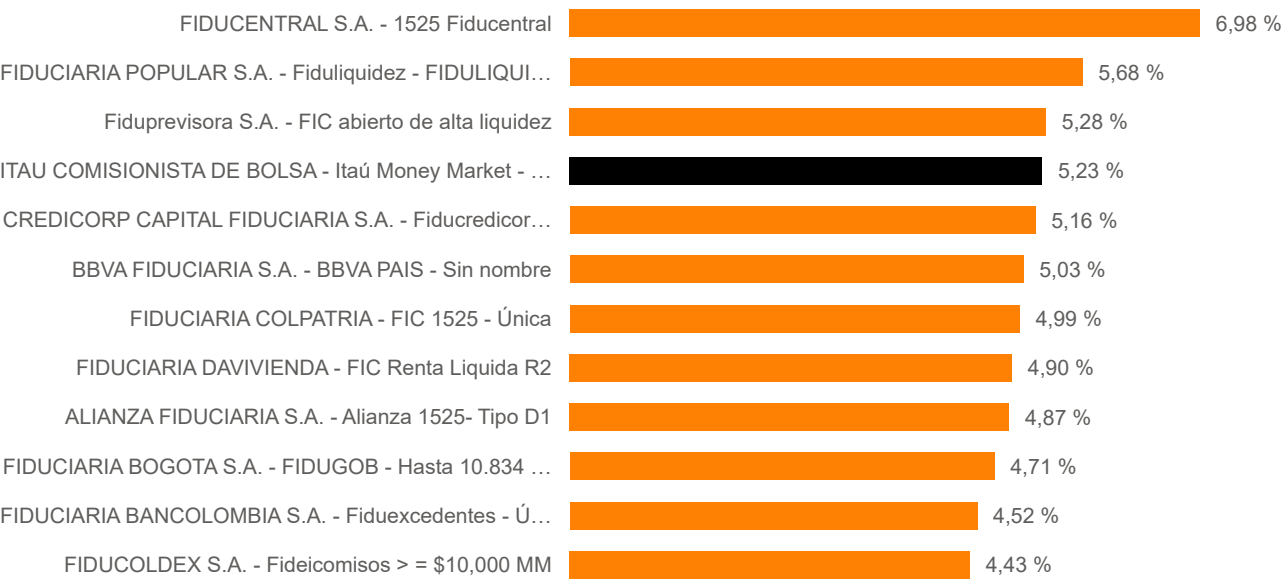 FIDUCENTRAL S.A. - 1525 Fiducentral 6,98 %
FIDUCIARIA POPULAR S.A. - Fiduliquidez - FIDULIQUI… 5,68 %
Fiduprevisora S.A. - FIC abierto de alta liquidez 5,28 %
ITAU COMISIONISTA DE BOLSA - Itaú Money Market - … 5,23 %
CREDICORP CAPITAL FIDUCIARIA S.A. - Fiducredicor… 5,16 %
BBVA FIDUCIARIA S.A. - BBVA PAIS - Sin nombre 5,03 %
FIDUCIARIA COLPATRIA - FIC 1525 - Única 4,99 %
FIDUCIARIA DAVIVIENDA - FIC Renta Liquida R2 4,90 %
ALIANZA FIDUCIARIA S.A. - Alianza 1525- Tipo D1 4,87 %
FIDUCIARIA BOGOTA S.A. - FIDUGOB - Hasta 10.834 … 4,71 %
FIDUCIARIA BANCOLOMBIA S.A. - Fiduexcedentes - Ú… 4,52 %
FIDUCOLDEX S.A. - Fideicomisos > = $10,000 MM 4,43 %